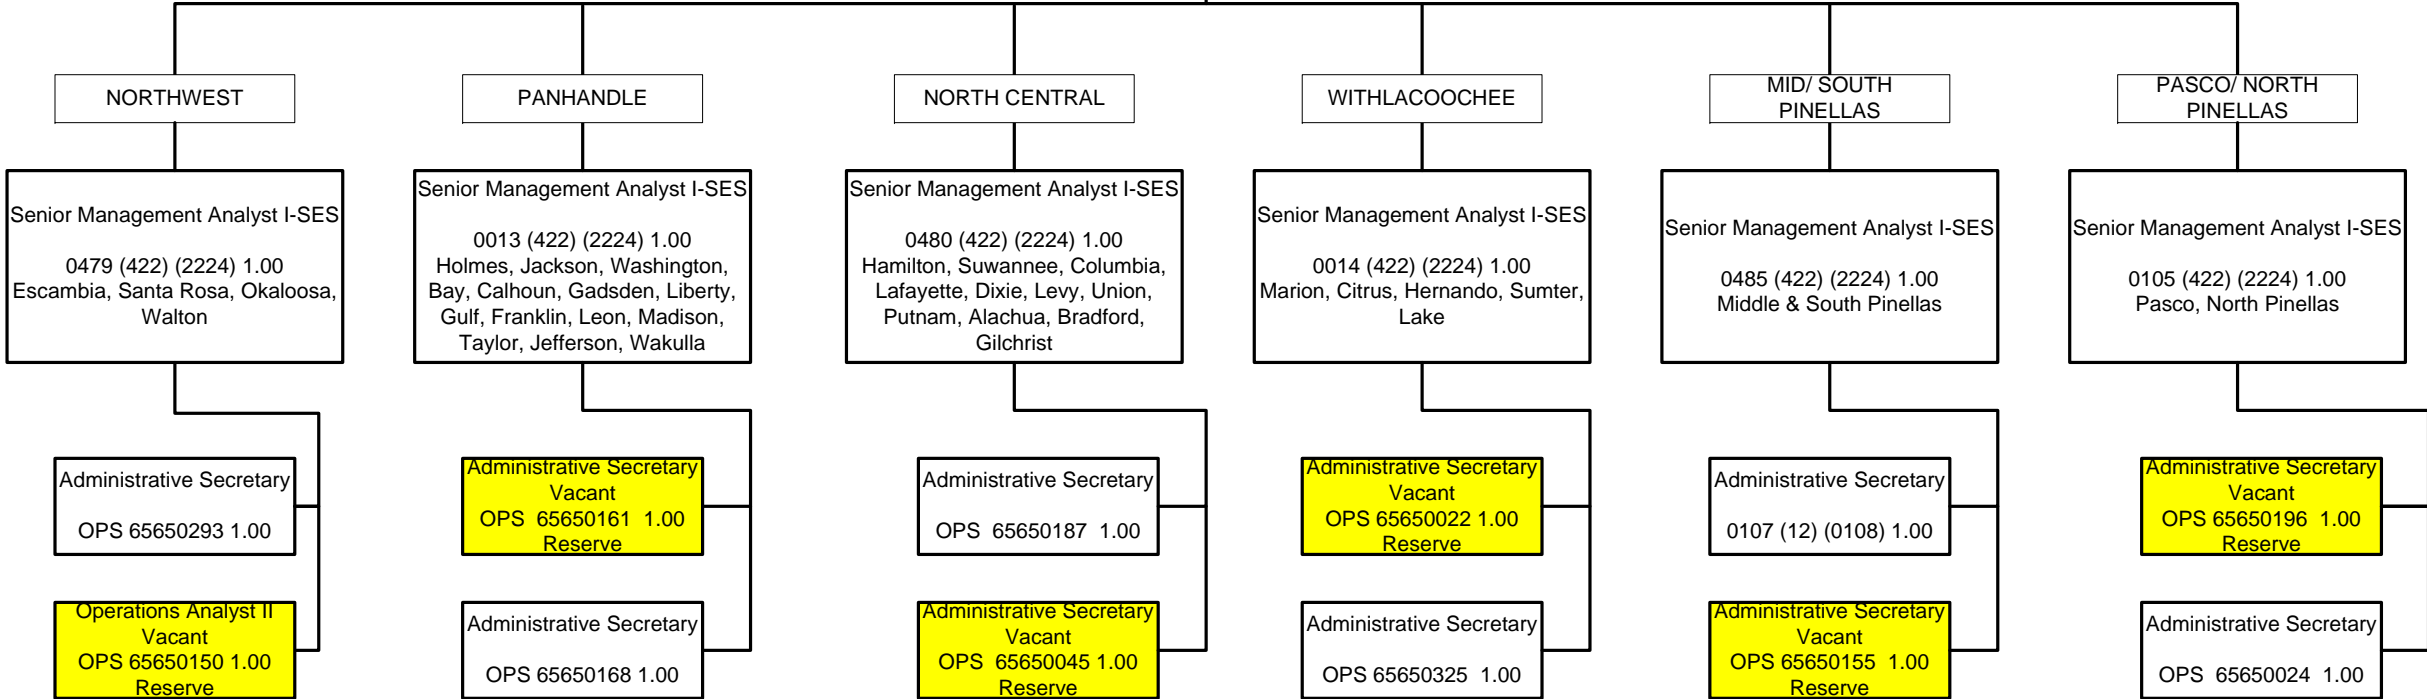 NORTHWEST
Senior Management Analyst I-SES
0479 (422) (2224) 1.00
Escambia, Santa Rosa, Okaloosa,
Walton
Administrative Secretary
OPS 65650293 1.00
Operations Analyst II
Vacant
OPS 65650150 1.00
Reserve
PANHANDLE
Senior Management Analyst I-SES
0013 (422) (2224) 1.00
Holmes, Jackson, Washington,
Bay, Calhoun, Gadsden, Liberty,
Gulf, Franklin, Leon, Madison,
Taylor, Jefferson, Wakulla
Administrative Secretary
Vacant
OPS 65650161 1.00
Reserve
Administrative Secretary
OPS 65650168 1.00
NORTH CENTRAL
Senior Management Analyst I-SES
0480 (422) (2224) 1.00
Hamilton, Suwannee, Columbia,
Lafayette, Dixie, Levy, Union,
Putnam, Alachua, Bradford,
Gilchrist
Administrative Secretary
OPS 65650187 1.00
Administrative Secretary
Vacant
OPS 65650045 1.00
Reserve
WITHLACOOCHEE
Senior Management Analyst I-SES
0014 (422) (2224) 1.00
Marion, Citrus, Hernando, Sumter,
Lake
Administrative Secretary
Vacant
OPS 65650022 1.00
Reserve
Administrative Secretary
OPS 65650325 1.00
MID/ SOUTH
PINELLAS
Senior Management Analyst I-SES
0485 (422) (2224) 1.00
Middle & South Pinellas
Administrative Secretary
0107 (12) (0108) 1.00
Administrative Secretary
Vacant
OPS 65650155 1.00
Reserve
PASCO/ NORTH
PINELLAS
Senior Management Analyst I-SES
0105 (422) (2224) 1.00
Pasco, North Pinellas
Administrative Secretary
Vacant
OPS 65650196 1.00
Reserve
Administrative Secretary
OPS 65650024 1.00